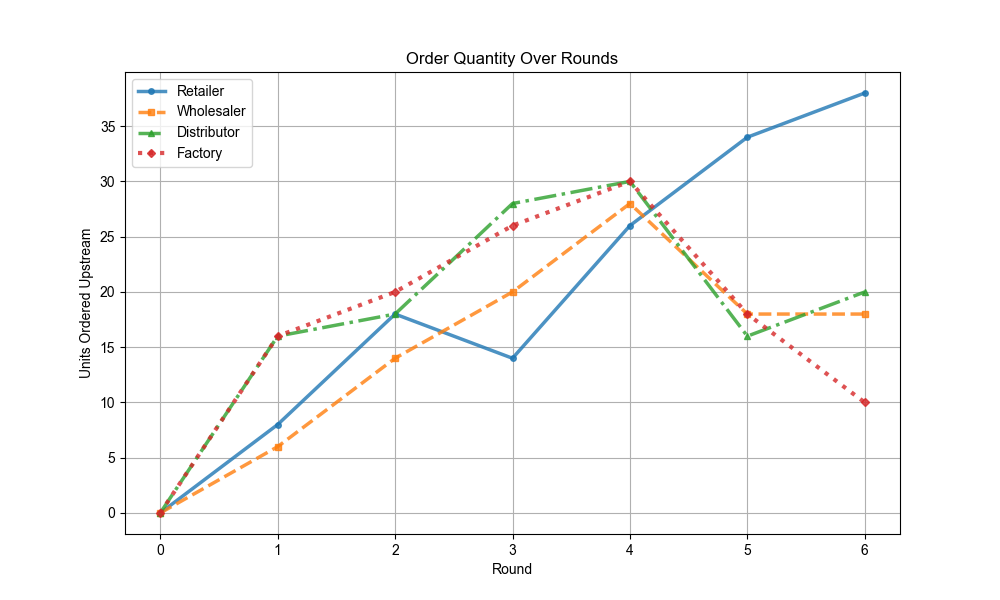 Order Quantity Over Rounds
Retailer
Wholesaler
Distributor
Factory
Units Ordered Upstream
35
30
25
20
15
10
5
0
0 1 2 3 4 5 6
Round